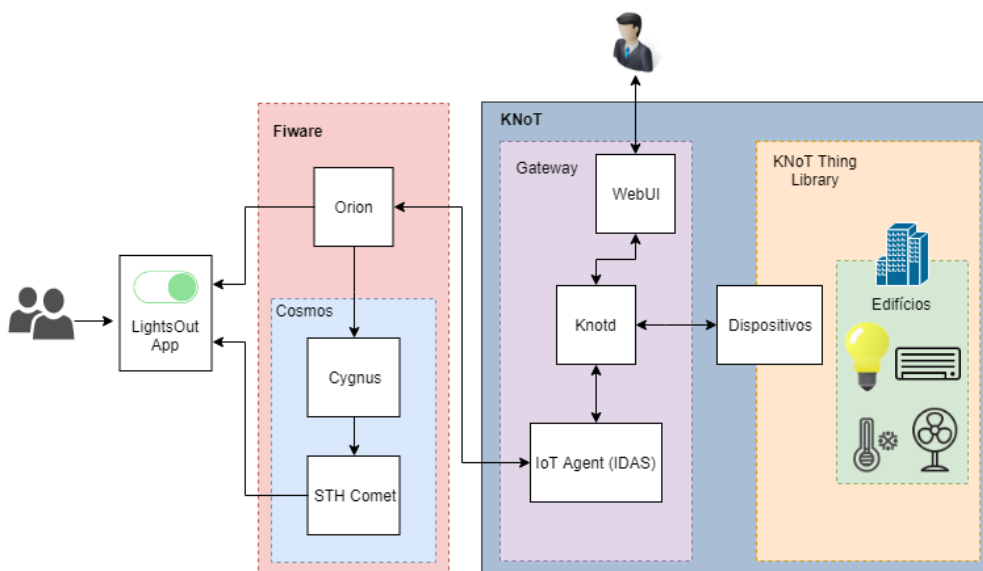 Fiware
Orion
Cosmos
Cygnus
STH Comet
LightsOut
App
KNoT
Gateway
WebUI
Knotd
IoT Agent (IDAS)
Dispositivos
KNoT Thing
Library
Edifícios